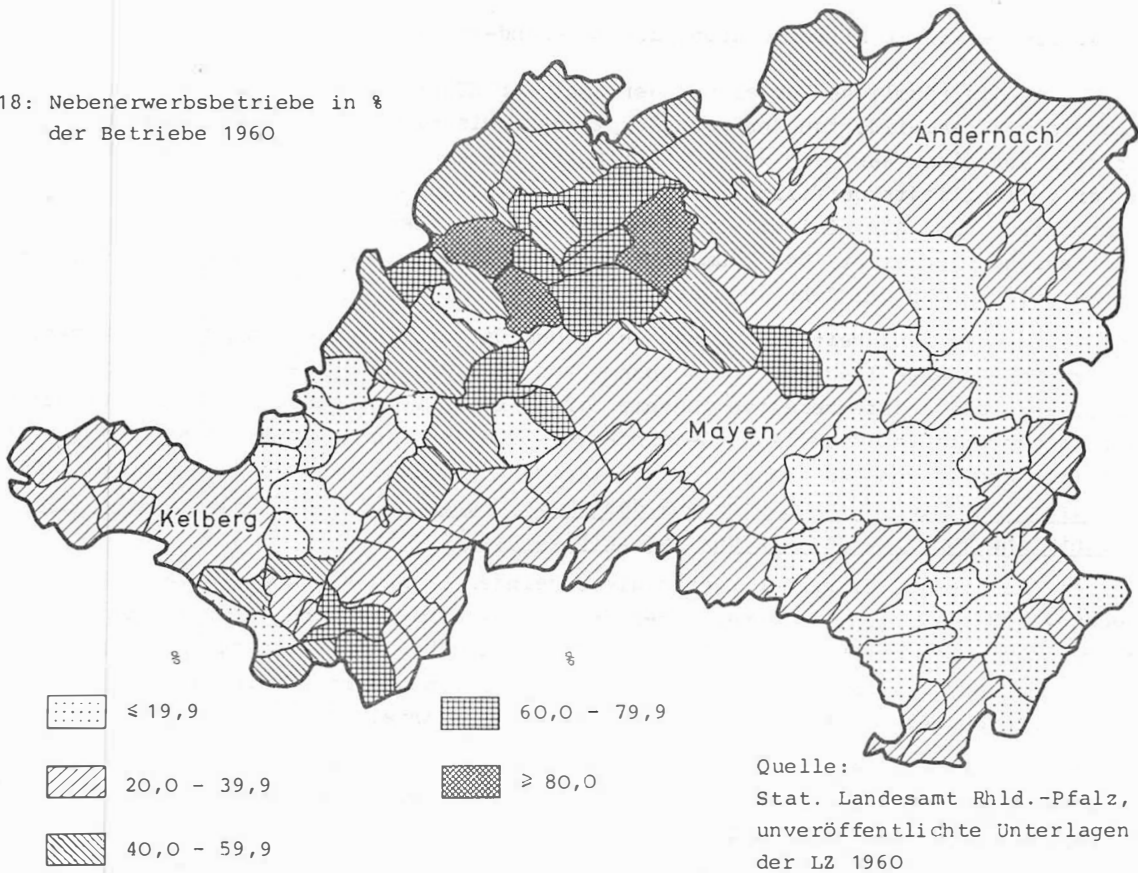 18: Nebenerwerbsbetriebe in %
der Betriebe 1960
Andernach
Mayen
Kelberg
%
%
≤ 19,9
20,0 - 39,9
40,0 - 59,9
60,0 - 79,9
≥ 80,0
Quelle:
Stat. Landesamt Rhld.-Pfalz,
unveröffentlichte Unterlagen
der LZ 1960